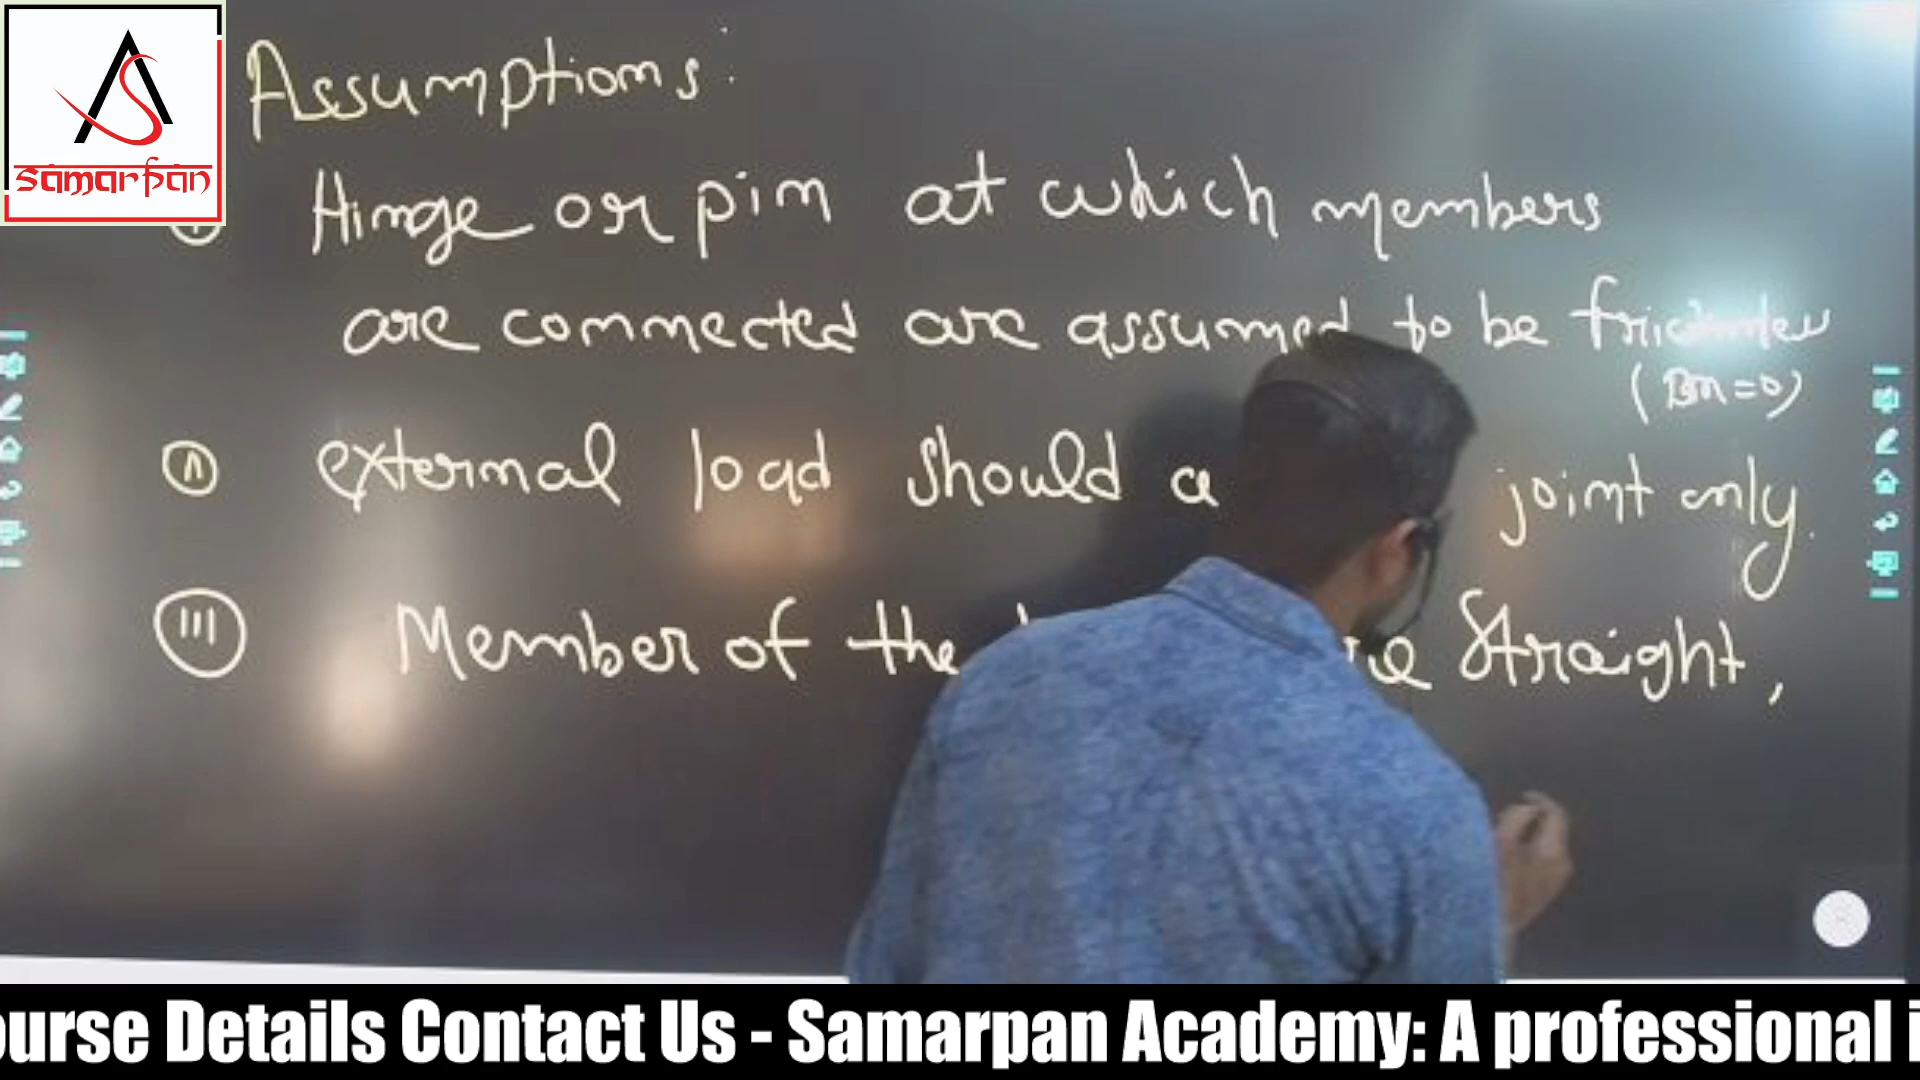 SAMARPAN
Assumptions:
Hinge or pin at which members
are connected are assumed to be
(BM=0)
II external load should joint only.
III Member of the Straight,
ourse Details Contact Us - Samarpan Academy: A professional i